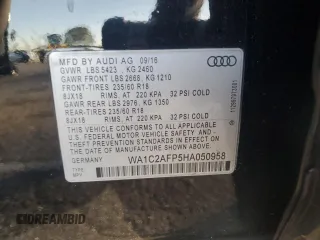 MFD BY AUDI AG 09/16
GVWR LBS 5423 KG 2460
GAWR FRONT LBS 2668 KG 1210
FRONT-TIRES 235/60 R18
8JX18 RIMS, AT 220 KPA 32 PSI COLD
GAWR REAR LBS 2976 KG 1350
REAR-TIRES 235/60 R18
8JX18 RIMS, AT 220 KPA 32 PSI COLD
THIS VEHICLE CONFORMS TO ALL APPLICABLE
U.S. FEDERAL MOTOR VEHICLE SAFETY AND
THEFT PREVENTION STANDARDS IN EFFECT ON THE
DATE OF MANUFACTURE SHOWN ABOVE.
GERMANY WA1C2AFP5HA050958
TYPE: MPV
© IDRIVEANDBID